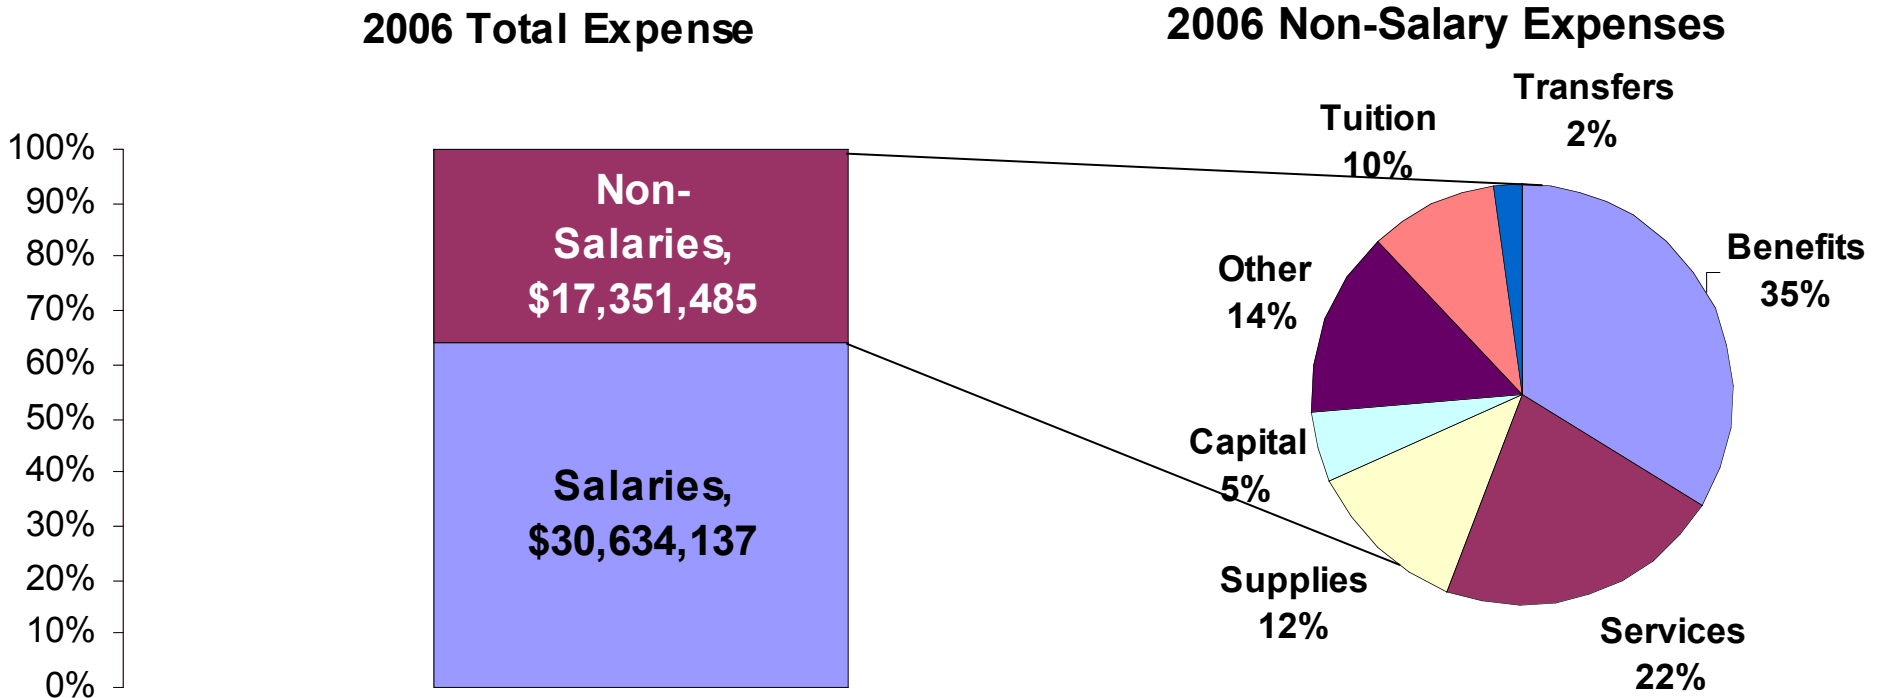 2006 Total Expense
2006 Non-Salary Expenses
100%
90%
80%
70%
60%
50%
40%
30%
20%
10%
0%
Non-
Salaries,
$17,351,485
Salaries,
$30,634,137
Transfers
2%
Tuition
10%
Benefits
35%
Other
14%
Capital
5%
Supplies
12%
Services
22%